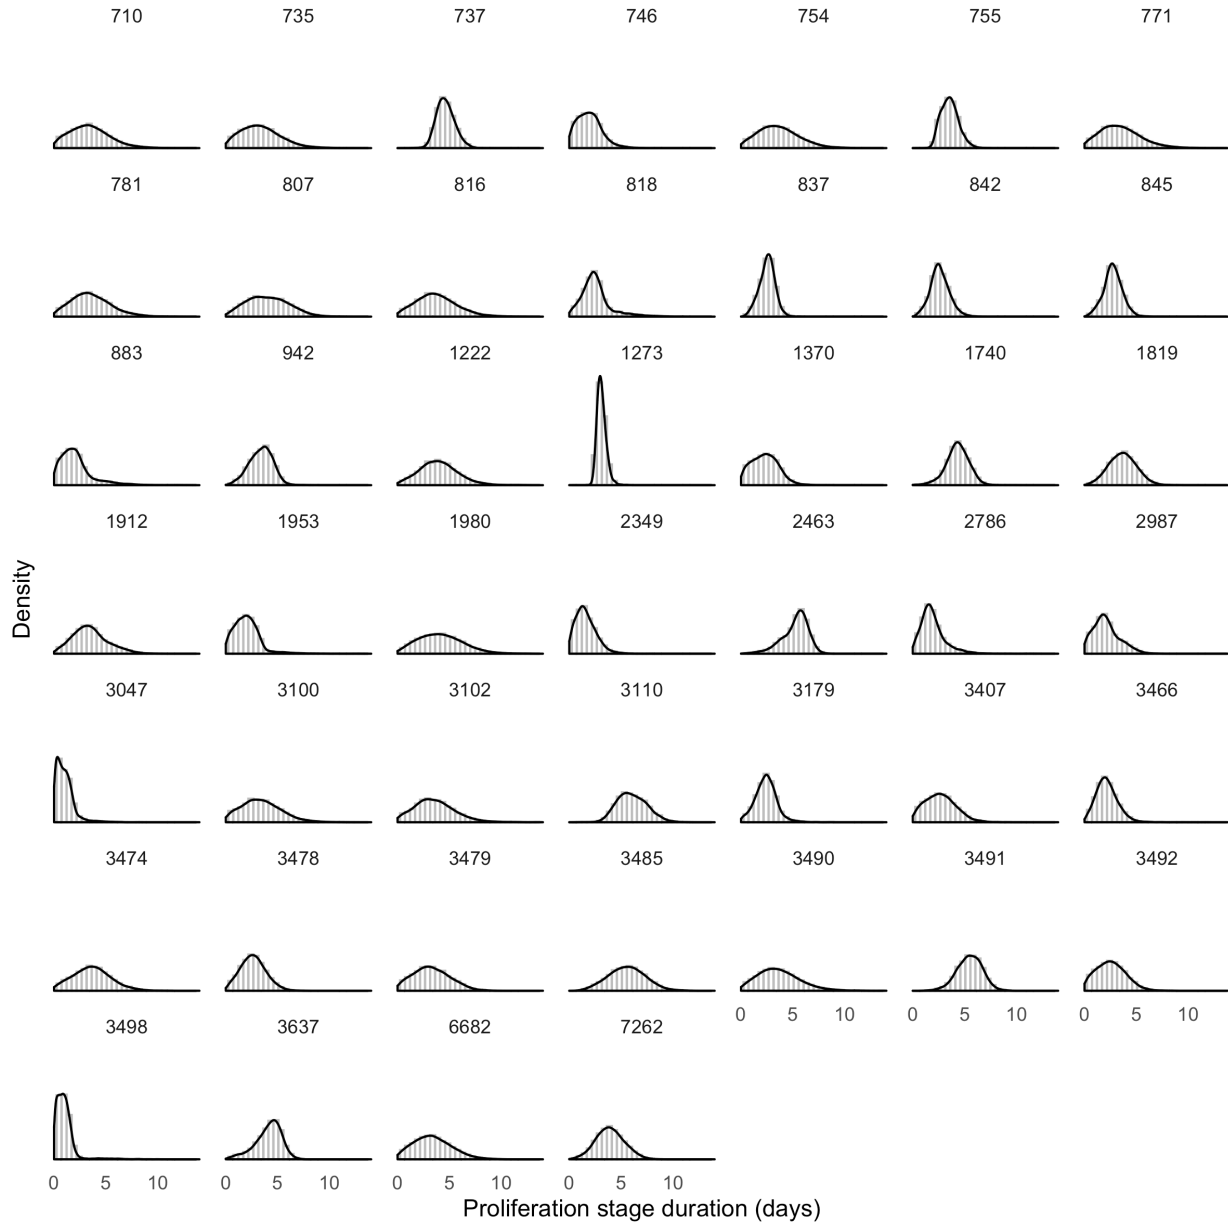 710 735 737 746 754 755 771
781 807 816 818 837 842 845
883 942 1222 1273 1370 1740 1819
1912 1953 1980 2349 2463 2786 2987
Density
3047 3100 3102 3110 3179 3407 3466
3474 3478 3479 3485 3490 3491 3492
0 5 10 0 5 10 0 5 10
3498 3637 6682 7262
0 5 10 0 5 10 0 5 10 0 5 10
Proliferation stage duration (days)